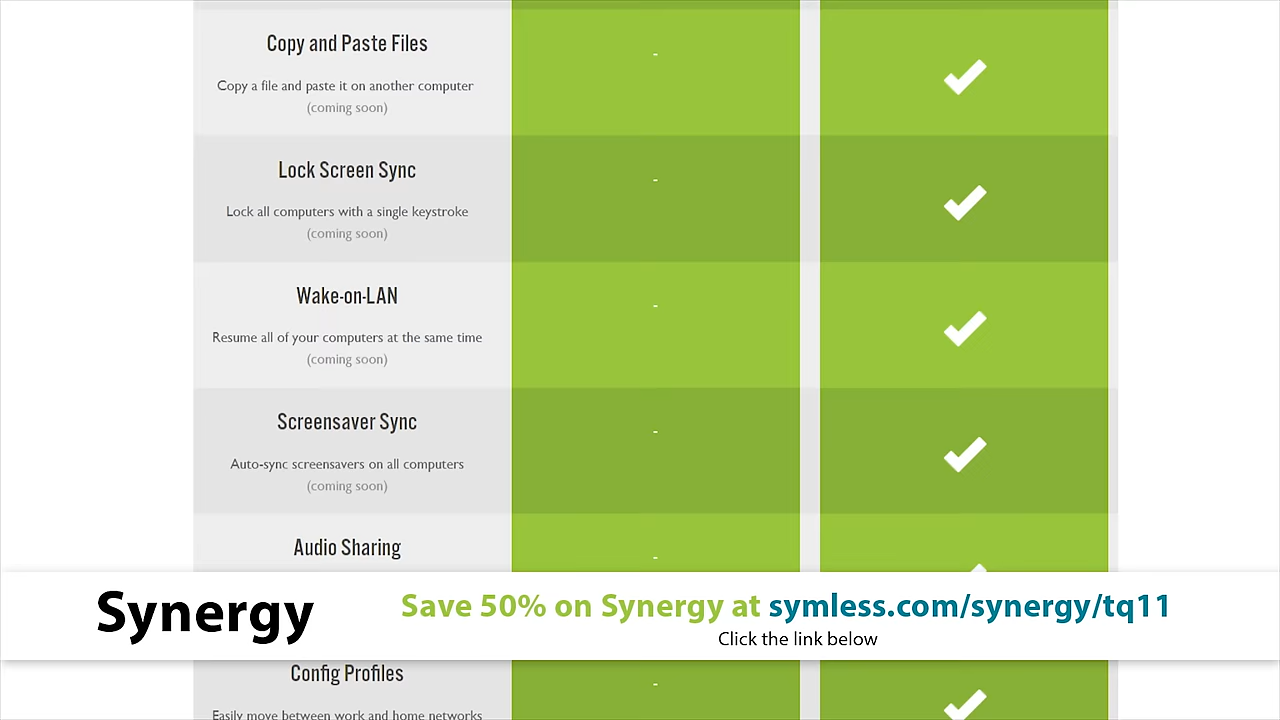 Copy and Paste Files
-
Copy a file and paste it on another computer
(coming soon)
Lock Screen Sync
-
Lock all computers with a single keystroke
(coming soon)
Wake-on-LAN
-
Resume all of your computers at the same time
(coming soon)
Screensaver Sync
-
Auto-sync screensavers on all computers
(coming soon)
Audio Sharing
-
Synergy
Save 50% on Synergy at symless.com/synergy/tq11
Click the link below
Config Profiles
-
Easily move between work and home networks